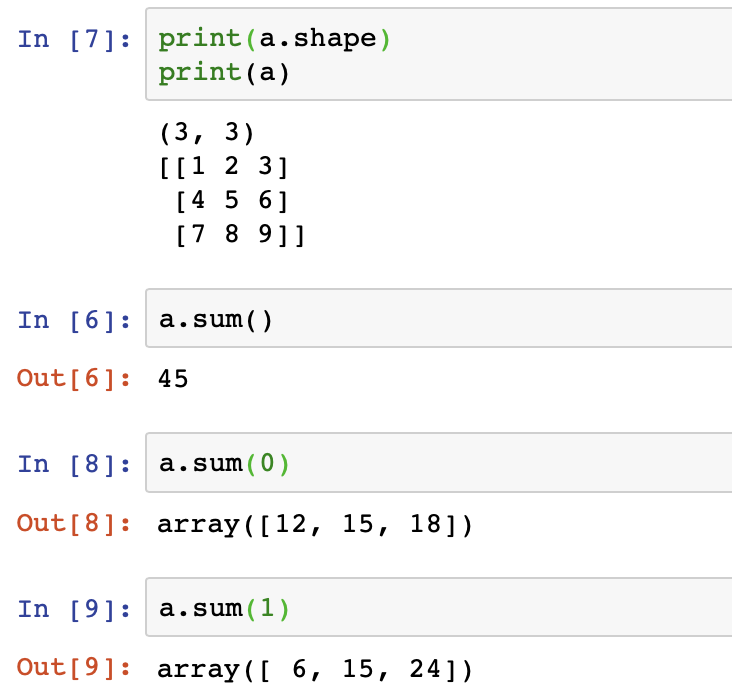 In [7]: print(a.shape)
print(a)
(3, 3)
[[1 2 3]
 [4 5 6]
 [7 8 9]]
In [6]: a.sum()
Out[6]: 45
In [8]: a.sum(0)
Out[8]: array([12, 15, 18])
In [9]: a.sum(1)
Out[9]: array([ 6, 15, 24])